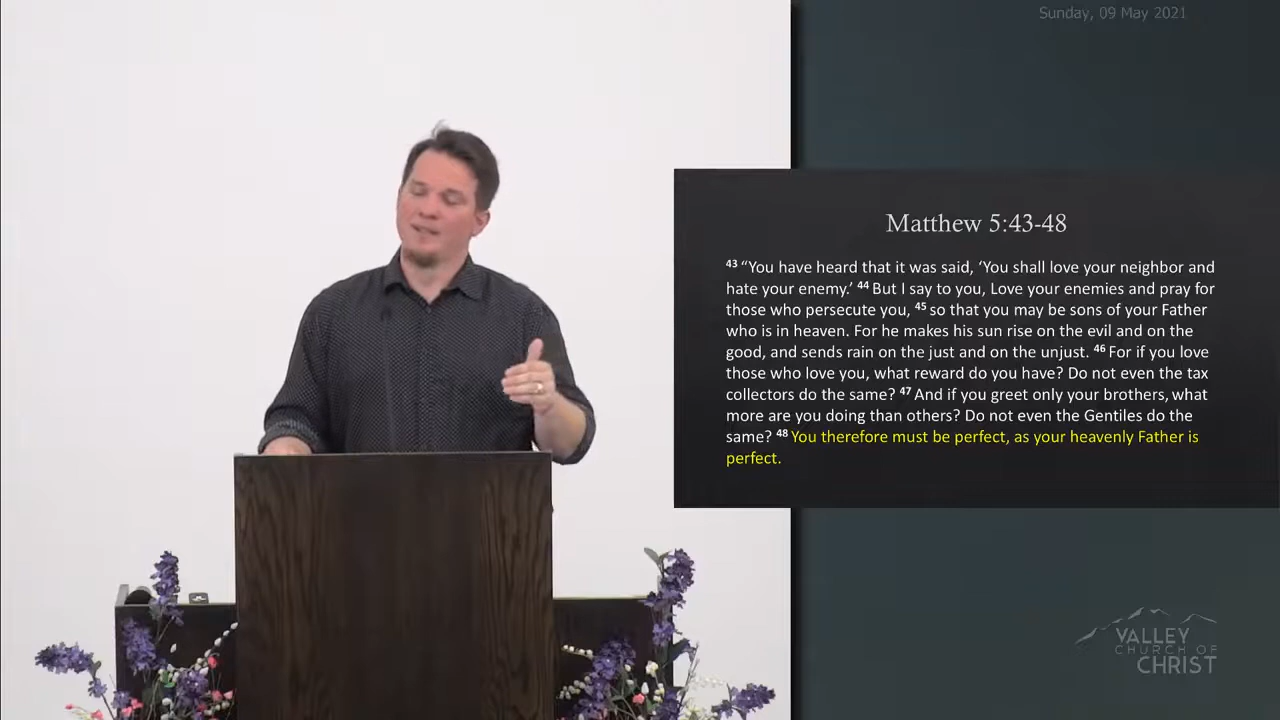 Sunday, 09 May 2021
Matthew 5:43-48
43 “You have heard that it was said, ‘You shall love your neighbor and
hate your enemy.’ 44 But I say to you, Love your enemies and pray for
those who persecute you, 45 so that you may be sons of your Father
who is in heaven. For he makes his sun rise on the evil and on the
good, and sends rain on the just and on the unjust. 46 For if you love
those who love you, what reward do you have? Do not even the tax
collectors do the same? 47 And if you greet only your brothers, what
more are you doing than others? Do not even the Gentiles do the
same? 48 You therefore must be perfect, as your heavenly Father is
perfect.
VALLEY
CHURCH OF
CHRIST